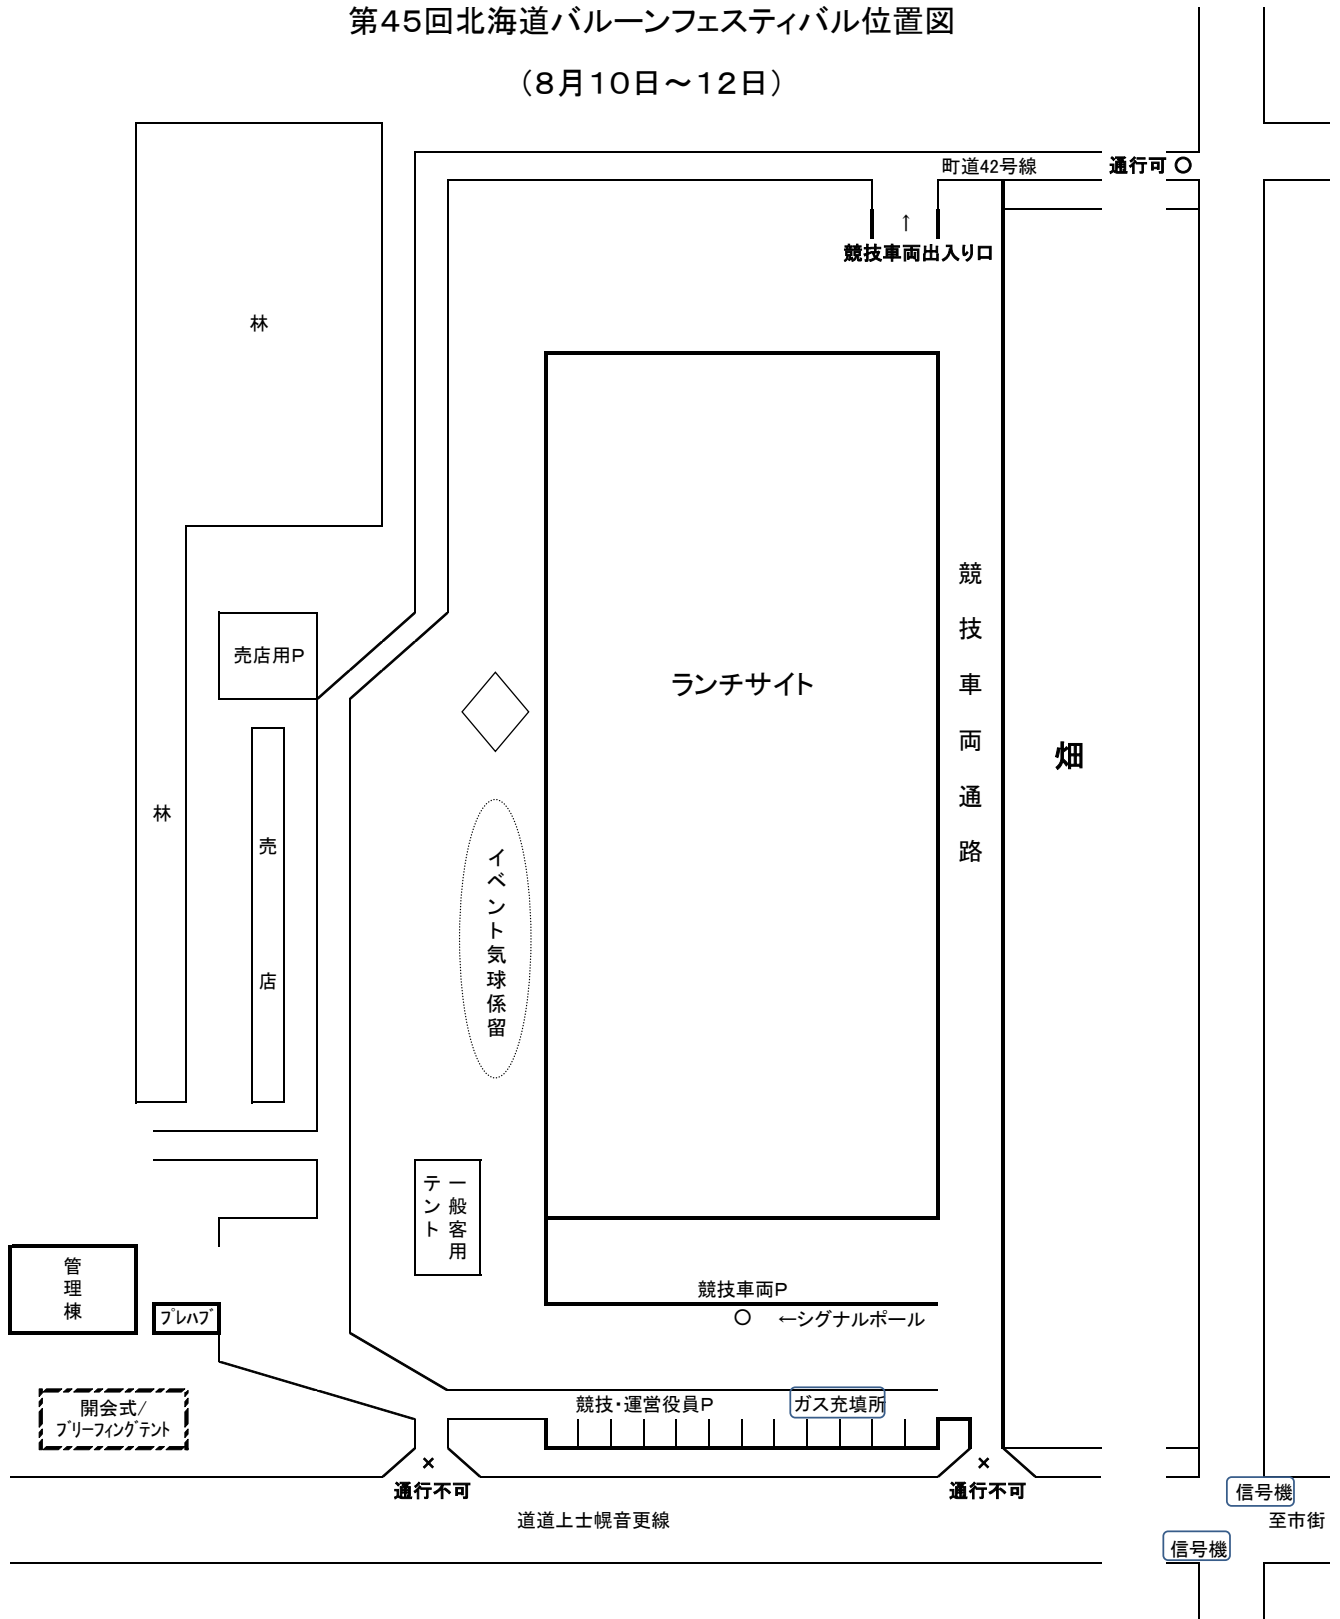 第45回北海道バルーンフェスティバル位置図
（8月10日～12日）
町道42号線
通行可 ○
↑
競技車両出入り口
林
競技車両通路
売店用P
ランチサイト
畑
林
売店
イベント気球係留
一般客用
テント
管理棟
プレハブ
競技車両P
○ ←シグナルポール
開会式/
ブリーフィングテント
競技・運営役員P
ガス充填所
×
通行不可
×
通行不可
信号機
道道上士幌音更線
至市街
信号機